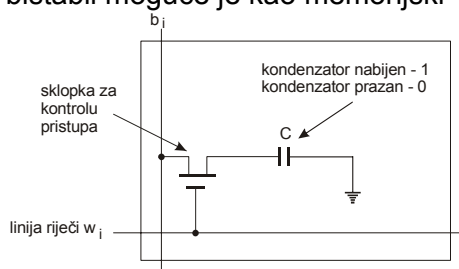 bistabil moguće je kao memorijski
b i
kondenzator nabijen - 1
kondenzator prazan - 0
sklopka za
kontrolu
pristupa
C
linija riječi w i